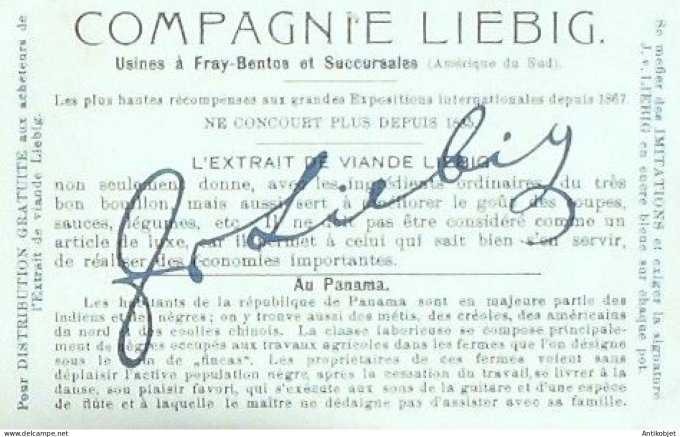 COMPAGNIE LIEBIG.
Usines à Fray-Bentos et Succursales (Amérique du Sud).
Les plus hautes récompenses aux grandes Expositions internationales depuis 1867
NE CONCOURT PLUS DEPUIS 1885.
L'EXTRAIT DE VIANDE LIEBIG
non seulement donne, avec les ingrédients ordinaires, du très
bon bouillon, mais aussi sert à améliorer le goût des soupes,
sauces, légumes, etc. Il ne doit pas être considéré comme un
article de luxe, car il permet à celui qui sait bien s'en servir,
de réaliser des économies importantes.
Au Panama.
Les habitants de la république de Panama sont en majeure partie des
Indiens et des nègres; on y trouve aussi des métis, des créoles, des américains
du nord et des coolies chinois. La classe laborieuse se compose principale-
ment de nègres occupés aux travaux agricoles dans les fermes que l'on désigne
sous le nom de „fincas". Les propriétaires de ces fermes voient sans
déplaisir l'active population nègre, après la cessation du travail, se livrer à la
danse, son plaisir favori, qui s'exécute aux sons de la guitare et d'une espèce
de flûte et à laquelle le maître ne dédaigne pas d'assister avec sa famille.
J. v. Liebig
Pour DISTRIBUTION GRATUITE aux acheteurs de
l'Extrait de viande Liebig.
Se méfier des IMITATIONS et exiger la signature
J. v. LIEBIG en encre bleue sur chaque pot.
www.antikobjet.com
Antikobjet